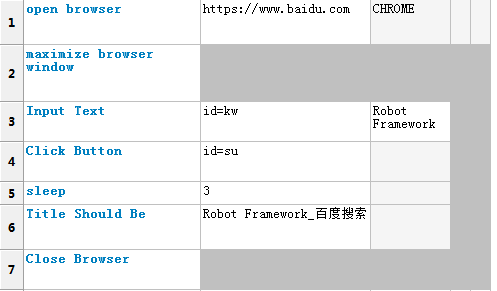 1 open browser https://www.baidu.com CHROME
2 maximize browser
window
3 Input Text id=kw Robot
Framework
4 Click Button id=su
5 sleep 3
6 Title Should Be Robot Framework_百度搜索
7 Close Browser